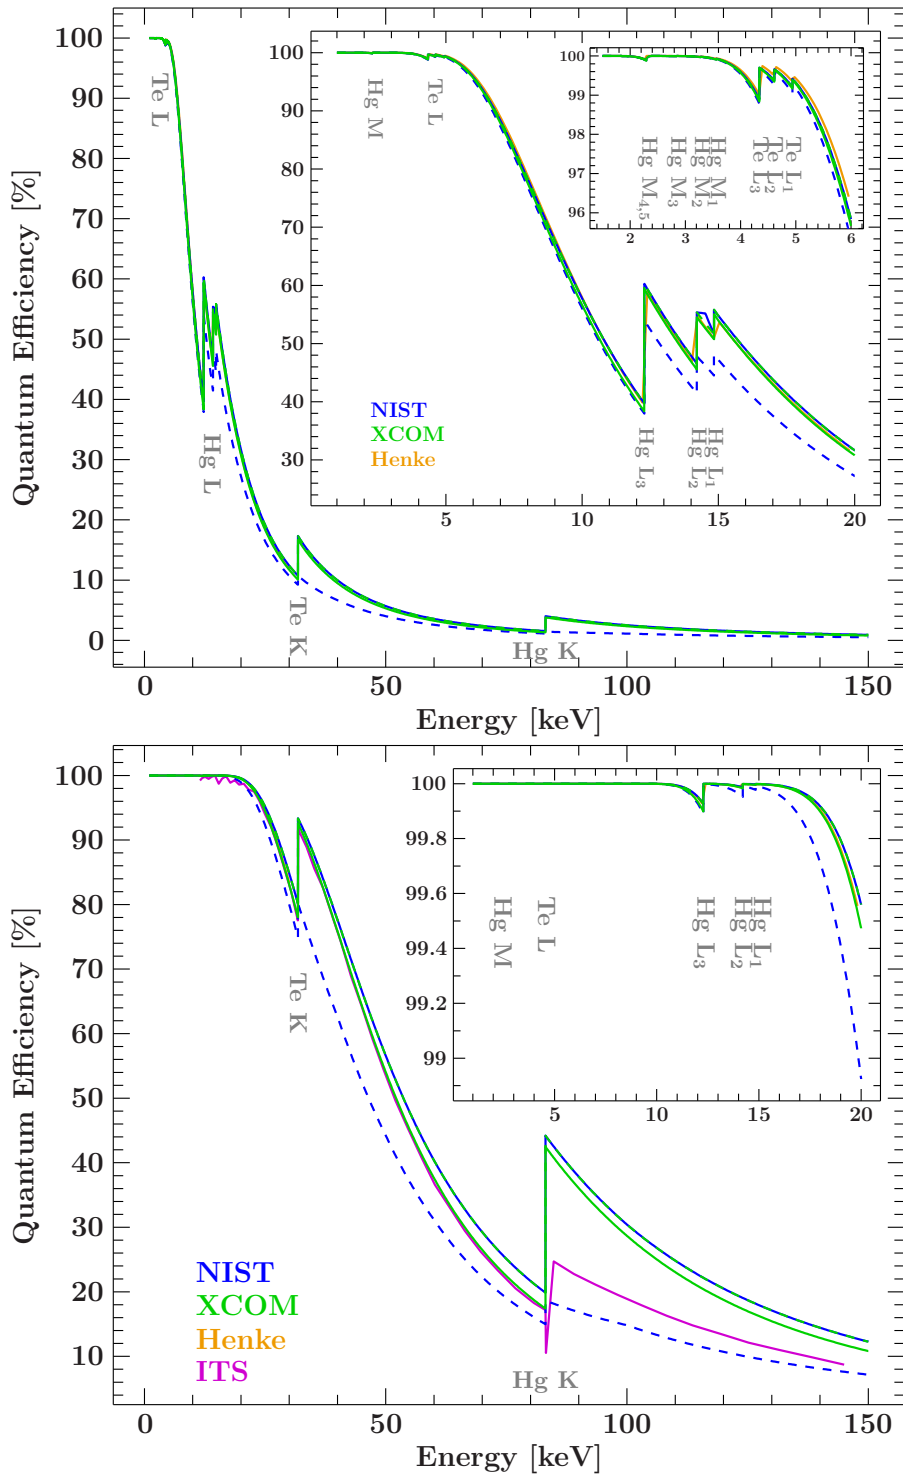 Quantum Efficiency [%]
100
90
80
70
60
50
40
30
20
10
0
Te L
Hg L
Te K
Hg K
0
50
100
150
Energy [keV]
100
90
80
70
60
50
40
30
Hg M
Te L
NIST
XCOM
Henke
Hg L3
Hg L2
Hg L1
5
10
15
20
100
99
98
97
96
Hg M4,5
Hg M3
Hg M2
Hg M1
Te L3
Te L2
Te L1
2
3
4
5
6
Quantum Efficiency [%]
100
90
80
70
60
50
40
30
20
10
Te K
Hg K
NIST
XCOM
Henke
ITS
0
50
100
150
Energy [keV]
100
99.8
99.6
99.4
99.2
99
Hg M
Te L
Hg L3
Hg L2
Hg L1
5
10
15
20